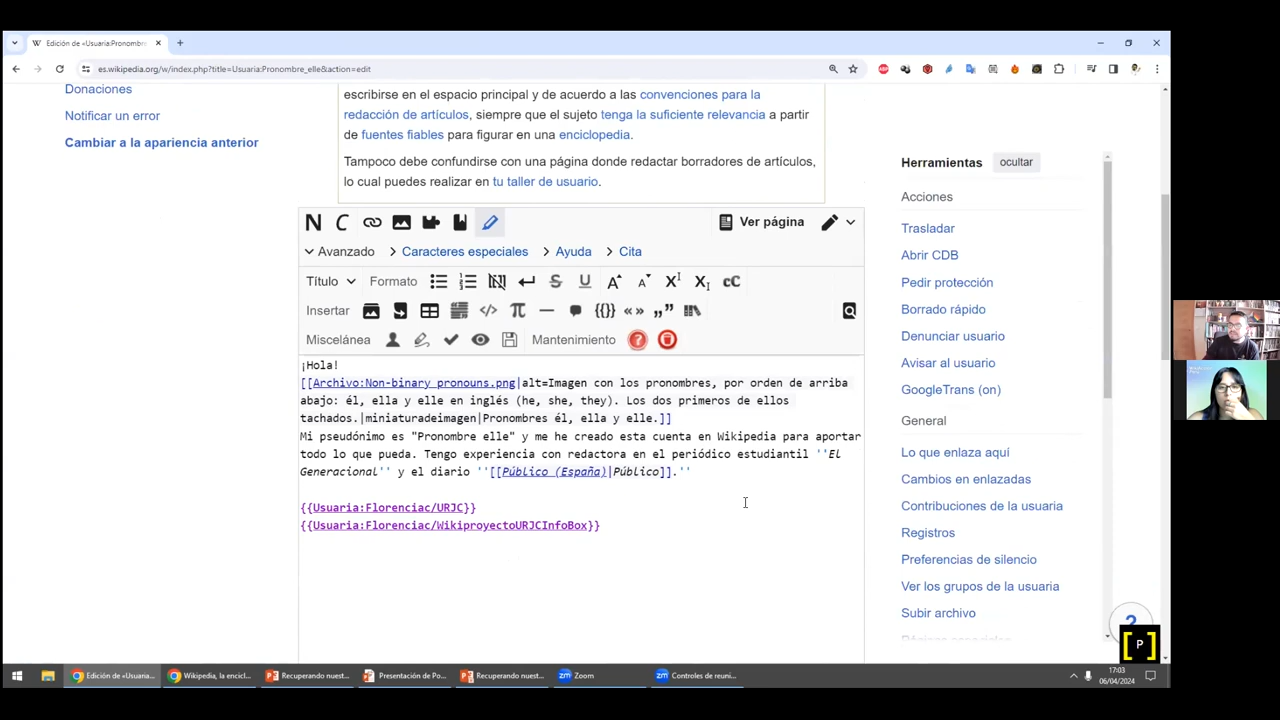 Edición de «Usuaria:Pronombre
es.wikipedia.org/w/index.php?title=Usuaria:Pronombre_elle&action=edit
Donaciones
Notificar un error
Cambiar a la apariencia anterior
escribirse en el espacio principal y de acuerdo a las convenciones para la
redacción de artículos, siempre que el sujeto tenga la suficiente relevancia a partir
de fuentes fiables para figurar en una enciclopedia.
Tampoco debe confundirse con una página donde redactar borradores de artículos,
lo cual puedes realizar en tu taller de usuario.
N C Ver página
Avanzado Caracteres especiales Ayuda Cita
Título Formato
Insertar
Miscelánea Mantenimiento
¡Hola!
[[Archivo:Non-binary pronouns.png|alt=Imagen con los pronombres, por orden de arriba
abajo: él, ella y elle en inglés (he, she, they). Los dos primeros de ellos
tachados.|miniaturadeimagen|Pronombres él, ella y elle.]]
Mi pseudónimo es "Pronombre elle" y me he creado esta cuenta en Wikipedia para aportar
todo lo que pueda. Tengo experiencia con redactora en el periódico estudiantil ''El
Generacional'' y el diario ''[[Público (España)|Público]].''
{{Usuaria:Florenciac/URJC}}
{{Usuaria:Florenciac/WikiproyectoURJCInfoBox}}
Herramientas ocultar
Acciones
Trasladar
Abrir CDB
Pedir protección
Borrado rápido
Denunciar usuario
Avisar al usuario
GoogleTrans (on)
General
Lo que enlaza aquí
Cambios en enlazadas
Contribuciones de la usuaria
Registros
Preferencias de silencio
Ver los grupos de la usuaria
Subir archivo
?
[P]
Edición de «Usuaria... Wikipedia, la encicl... Recuperando nuest... Presentación de Po... Recuperando nuest... Zoom Controles de reuni...
17:03
06/04/2024